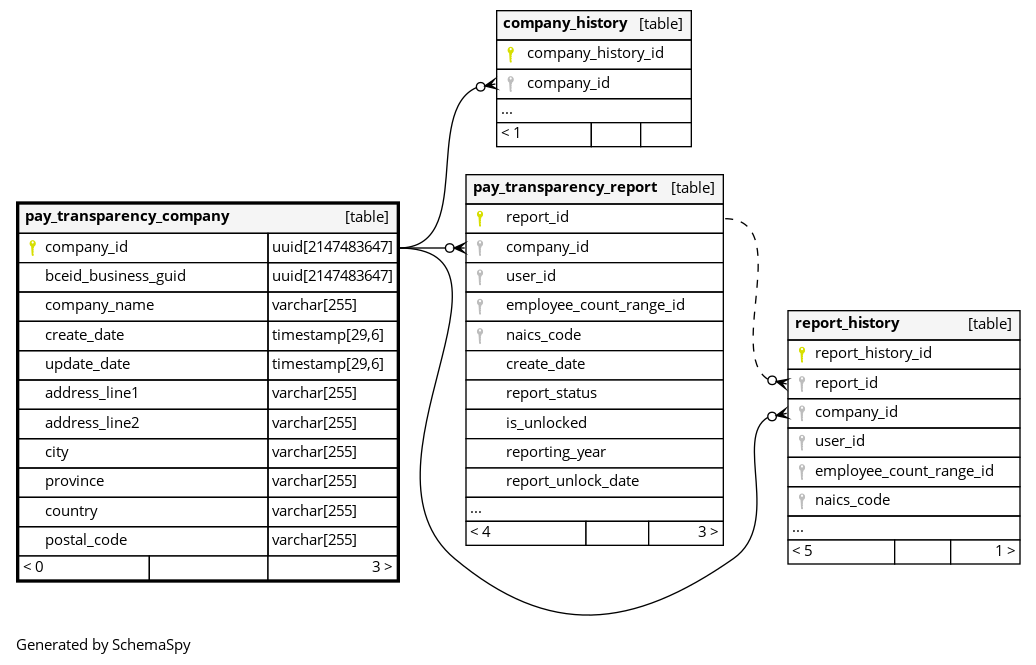 company_history [table]
company_history_id
company_id
...
< 1
pay_transparency_company [table]
company_id uuid[2147483647]
bceid_business_guid uuid[2147483647]
company_name varchar[255]
create_date timestamp[29,6]
update_date timestamp[29,6]
address_line1 varchar[255]
address_line2 varchar[255]
city varchar[255]
province varchar[255]
country varchar[255]
postal_code varchar[255]
< 0 3 >
pay_transparency_report [table]
report_id
company_id
user_id
employee_count_range_id
naics_code
create_date
report_status
is_unlocked
reporting_year
report_unlock_date
...
< 4 3 >
report_history [table]
report_history_id
report_id
company_id
user_id
employee_count_range_id
naics_code
...
< 5 1 >
Generated by SchemaSpy